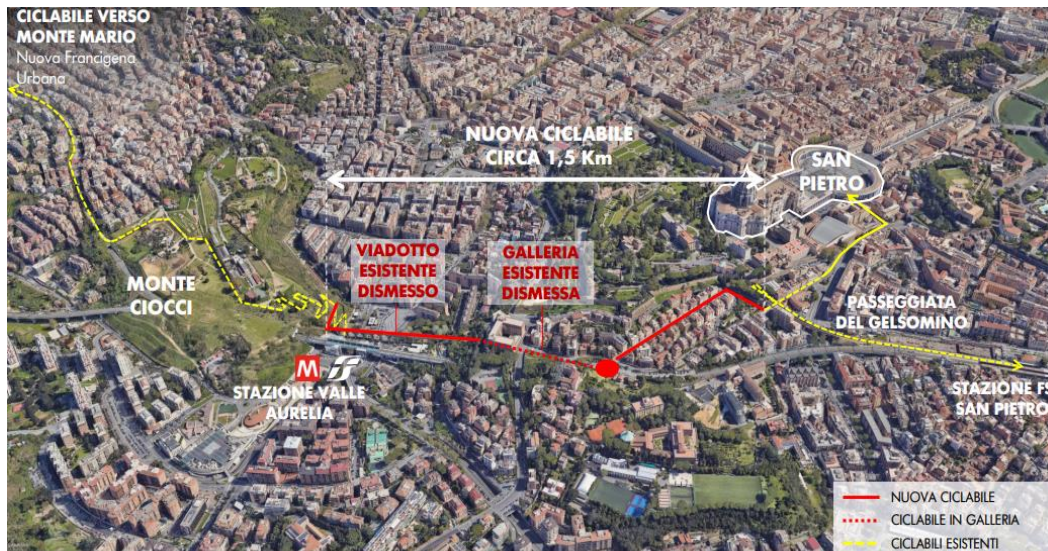 CICLABILE VERSO
MONTE MARIO
Nuova Francigena
Urbana
NUOVA CICLABILE
CIRCA 1,5 Km
SAN
PIETRO
VIADOTTO
ESISTENTE
DISMESSO
GALLERIA
ESISTENTE
DISMESSA
MONTE
CIOCCI
PASSEGGIATA
DEL GELSOMINO
M
STAZIONE VALLE
AURELIA
STAZIONE FS
SAN PIETRO
NUOVA CICLABILE
CICLABILE IN GALLERIA
CICLABILI ESISTENTI